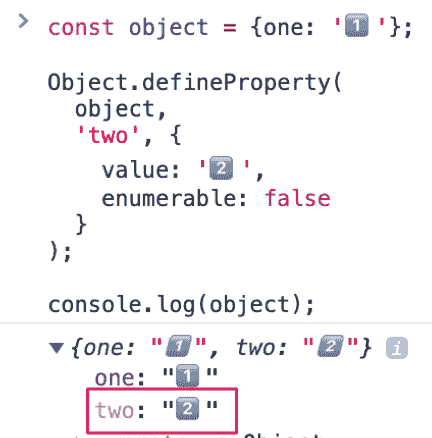 const object = {one: '1️⃣'};
Object.defineProperty(
object,
'two', {
value: '2️⃣',
enumerable: false
}
);
console.log(object);
▼{one: "1️⃣", two: "2️⃣"} i
one: "1️⃣"
two: "2️⃣"